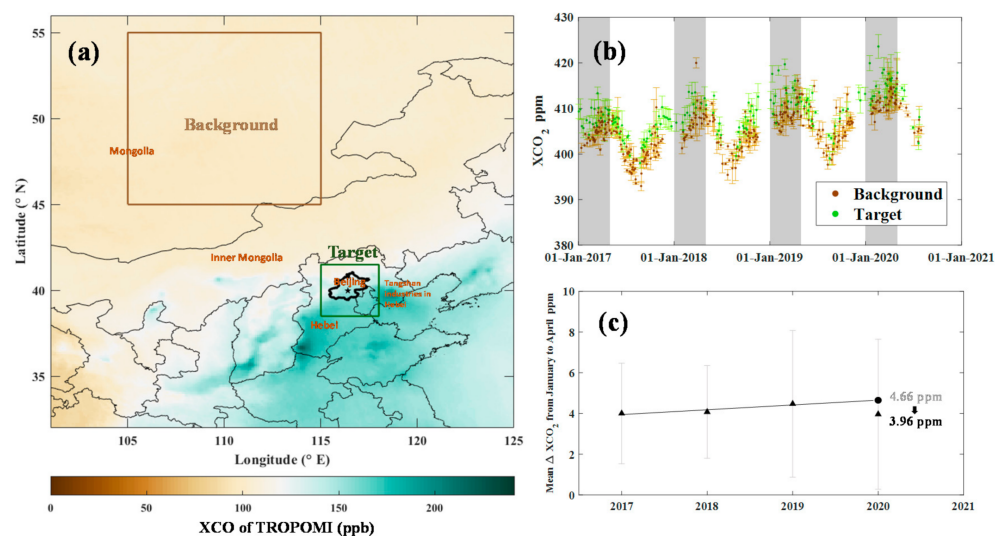 (a)
55
50
45
40
35
Latitude (° N)
Background
Mongolla
Inner Mongolla
Target
Beijing
Tangshan
in
Hebei
105
110
115
120
125
Longitude (° E)
0
50
100
150
200
XCO of TROPOMI (ppb)
(b)
430
420
410
400
390
380
XCO2 ppm
Background
Target
01-Jan-2017
01-Jan-2018
01-Jan-2019
01-Jan-2020
01-Jan-2021
(c)
10
8
6
4
2
0
Mean Δ XCO2 from January to April ppm
4.66 ppm
3.96 ppm
2017
2018
2019
2020
2021